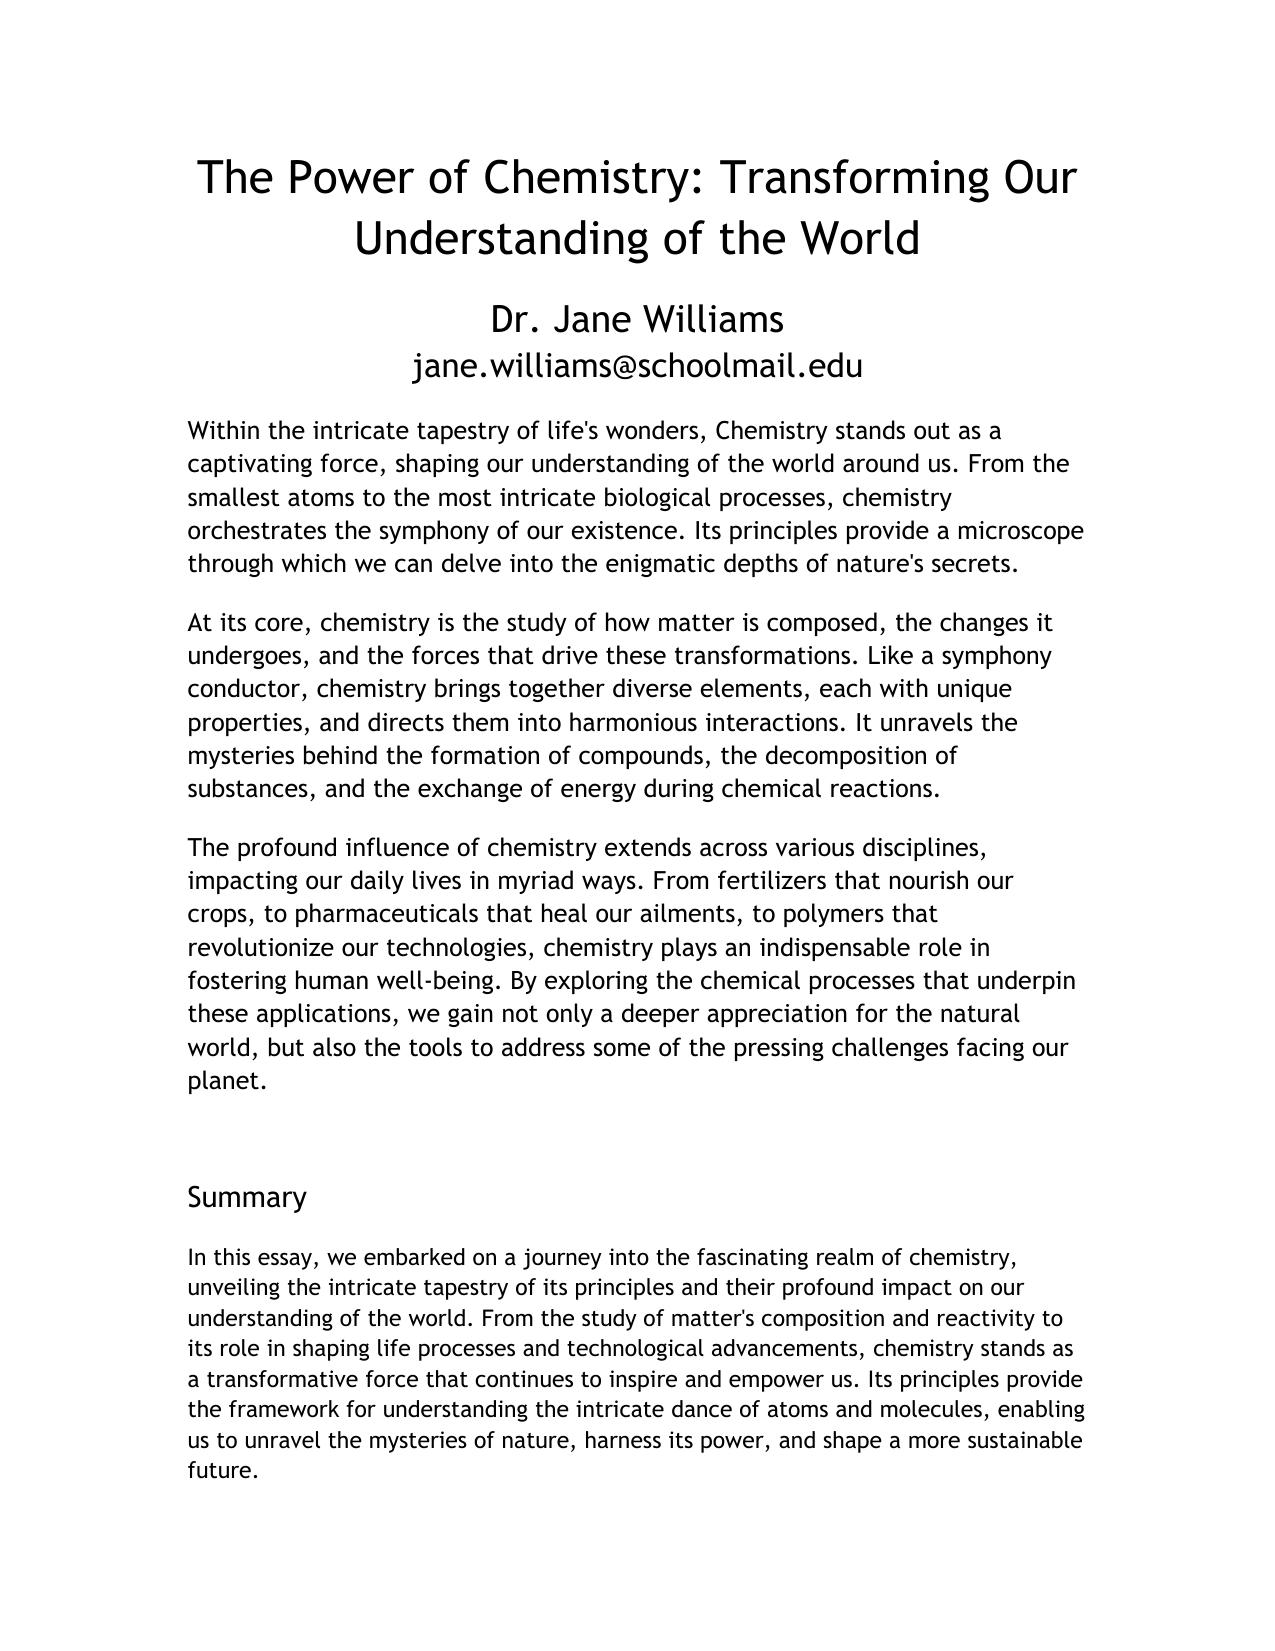 The Power of Chemistry: Transforming Our
Understanding of the World
Dr. Jane Williams
jane.williams@schoolmail.edu
Within the intricate tapestry of life's wonders, Chemistry stands out as a
captivating force, shaping our understanding of the world around us. From the
smallest atoms to the most intricate biological processes, chemistry
orchestrates the symphony of our existence. Its principles provide a microscope
through which we can delve into the enigmatic depths of nature's secrets.
At its core, chemistry is the study of how matter is composed, the changes it
undergoes, and the forces that drive these transformations. Like a symphony
conductor, chemistry brings together diverse elements, each with unique
properties, and directs them into harmonious interactions. It unravels the
mysteries behind the formation of compounds, the decomposition of
substances, and the exchange of energy during chemical reactions.
The profound influence of chemistry extends across various disciplines,
impacting our daily lives in myriad ways. From fertilizers that nourish our
crops, to pharmaceuticals that heal our ailments, to polymers that
revolutionize our technologies, chemistry plays an indispensable role in
fostering human well-being. By exploring the chemical processes that underpin
these applications, we gain not only a deeper appreciation for the natural
world, but also the tools to address some of the pressing challenges facing our
planet.
Summary
In this essay, we embarked on a journey into the fascinating realm of chemistry,
unveiling the intricate tapestry of its principles and their profound impact on our
understanding of the world. From the study of matter's composition and reactivity to
its role in shaping life processes and technological advancements, chemistry stands as
a transformative force that continues to inspire and empower us. Its principles provide
the framework for understanding the intricate dance of atoms and molecules, enabling
us to unravel the mysteries of nature, harness its power, and shape a more sustainable
future.